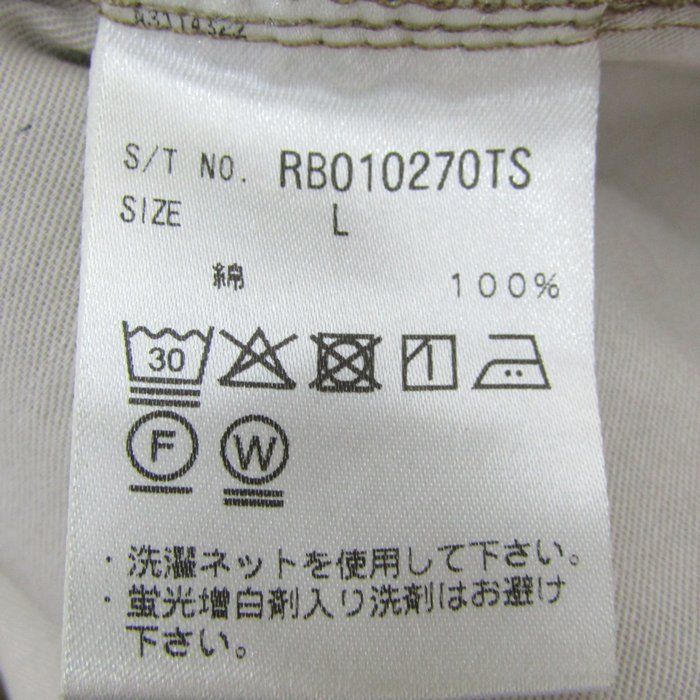 S/T NO. RB010270TS
SIZE L
綿 100%
30
F W
・洗濯ネットを使用して下さい。
・蛍光増白剤入り洗剤はお避け
下さい。